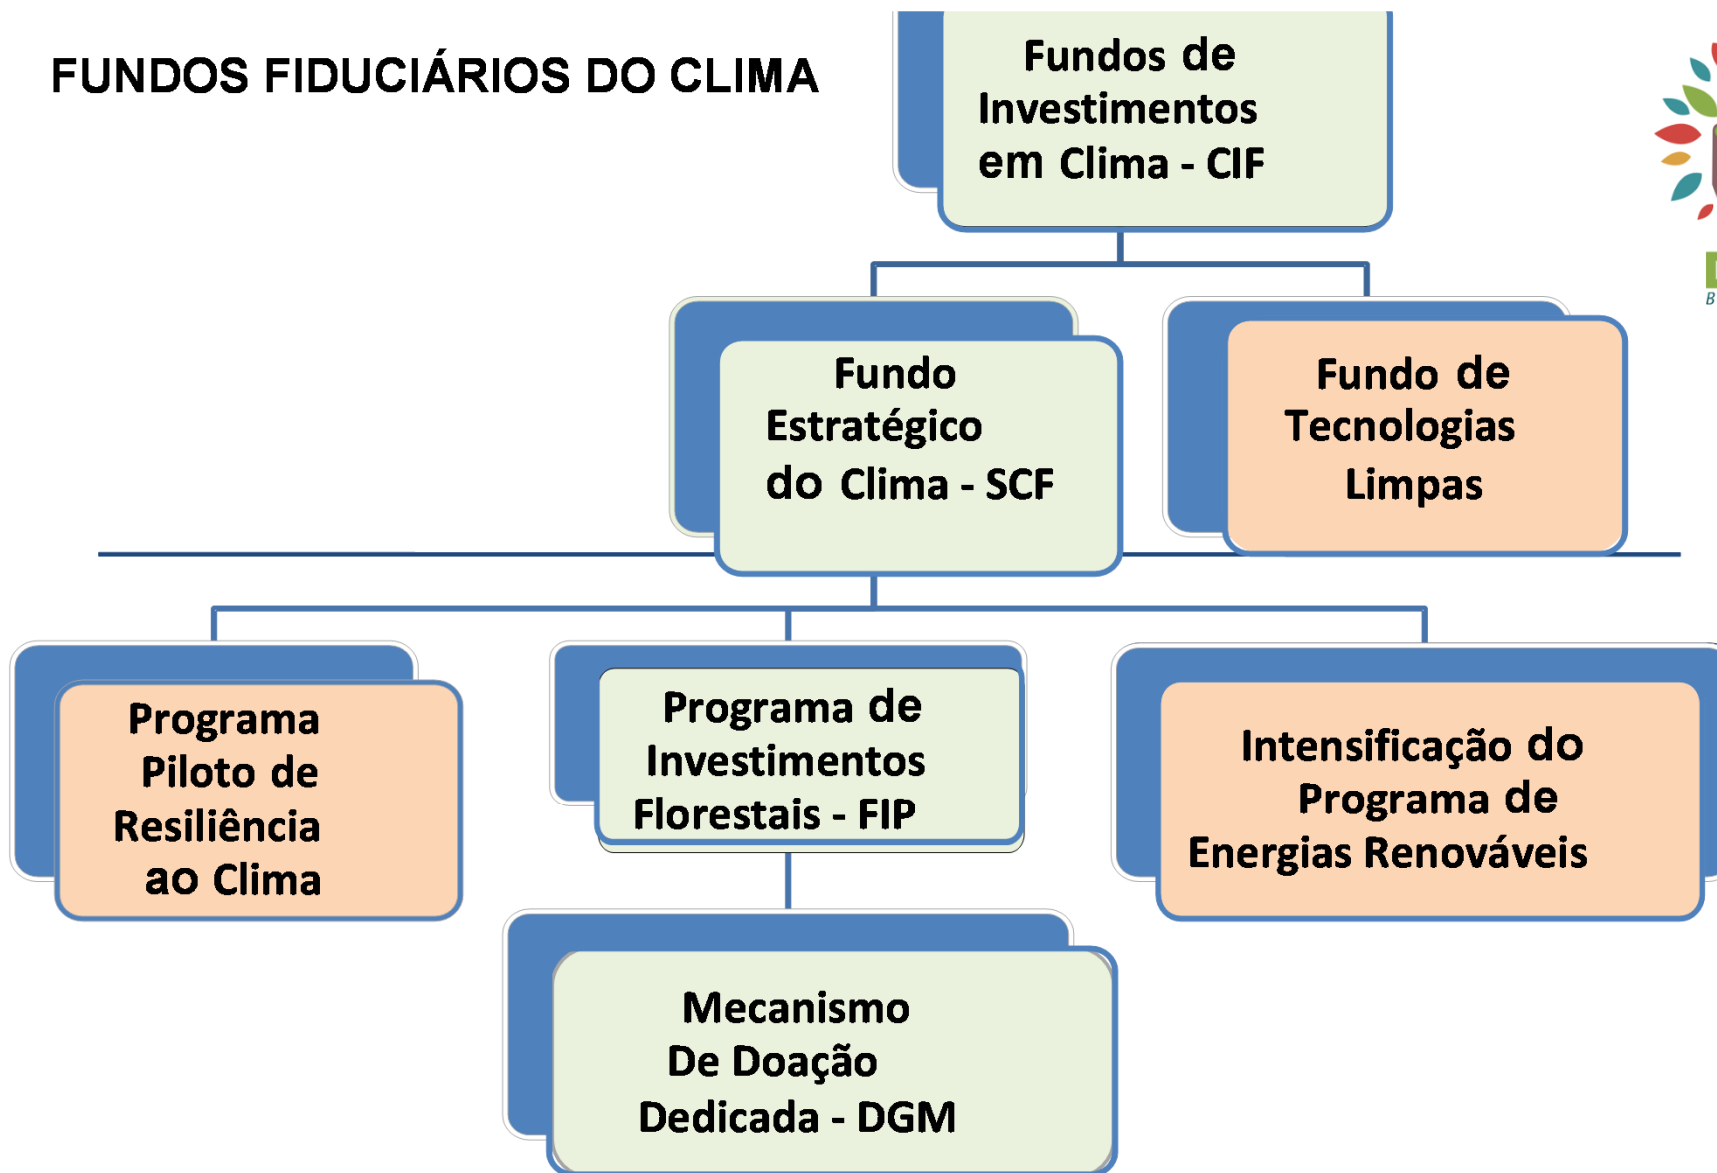 FUNDOS FIDUCIÁRIOS DO CLIMA
Fundos de
Investimentos
em Clima - CIF
Fundo
Estratégico
do Clima - SCF
Fundo de
Tecnologias
Limpas
Programa
Piloto de
Resiliência
ao Clima
Programa de
Investimentos
Florestais - FIP
Intensificação do
Programa de
Energias Renováveis
Mecanismo
De Doação
Dedicada - DGM